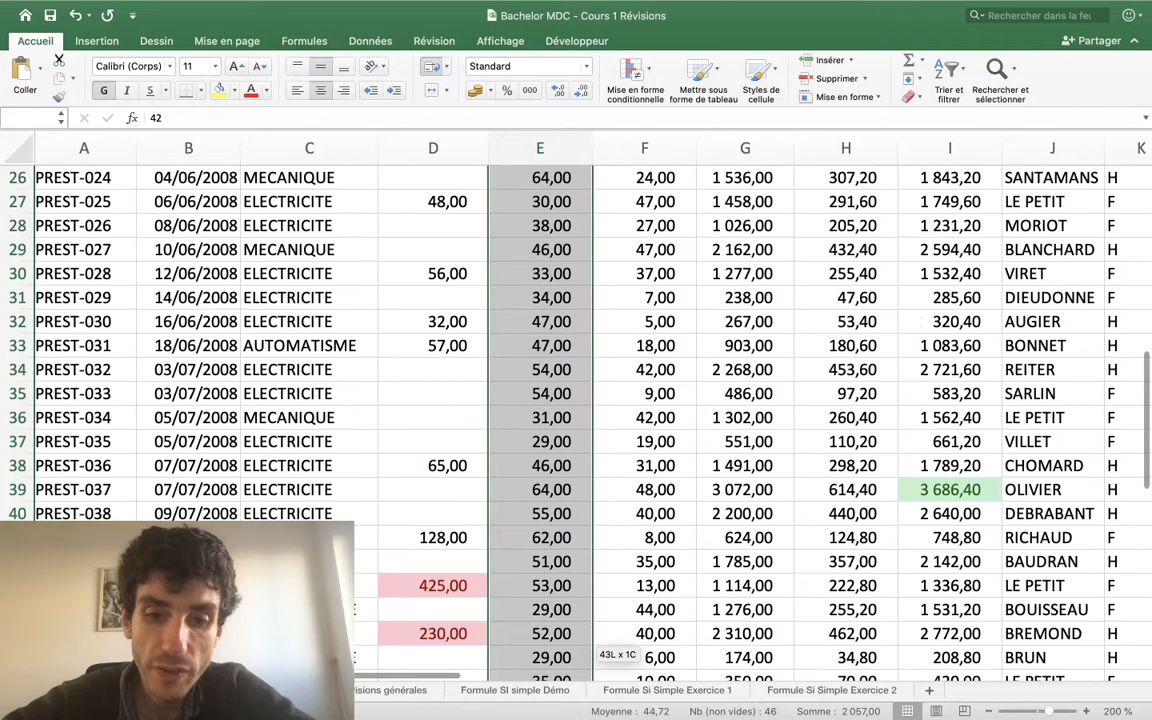 Bachelor MDC - Cours 1 Révisions
Rechercher dans la feu
Accueil Insertion Dessin Mise en page Formules Données Révision Affichage Développeur
Partager
Coller
Calibri (Corps) 11
G I S
Standard
% 000
Mise en forme conditionnelle
Mettre sous forme de tableau
Styles de cellule
Insérer
Supprimer
Mise en forme
Trier et filtrer
Rechercher et sélectionner
fx 42
A B C D E F G H I J K
26 PREST-024 04/06/2008 MECANIQUE 64,00 24,00 1 536,00 307,20 1 843,20 SANTAMANS H
27 PREST-025 06/06/2008 ELECTRICITE 48,00 30,00 47,00 1 458,00 291,60 1 749,60 LE PETIT F
28 PREST-026 08/06/2008 ELECTRICITE 38,00 27,00 1 026,00 205,20 1 231,20 MORIOT F
29 PREST-027 10/06/2008 MECANIQUE 46,00 47,00 2 162,00 432,40 2 594,40 BLANCHARD H
30 PREST-028 12/06/2008 ELECTRICITE 56,00 33,00 37,00 1 277,00 255,40 1 532,40 VIRET F
31 PREST-029 14/06/2008 ELECTRICITE 34,00 7,00 238,00 47,60 285,60 DIEUDONNE F
32 PREST-030 16/06/2008 ELECTRICITE 32,00 47,00 5,00 267,00 53,40 320,40 AUGIER H
33 PREST-031 18/06/2008 AUTOMATISME 57,00 47,00 18,00 903,00 180,60 1 083,60 BONNET H
34 PREST-032 03/07/2008 ELECTRICITE 54,00 42,00 2 268,00 453,60 2 721,60 REITER H
35 PREST-033 03/07/2008 ELECTRICITE 54,00 9,00 486,00 97,20 583,20 SARLIN F
36 PREST-034 05/07/2008 MECANIQUE 31,00 42,00 1 302,00 260,40 1 562,40 LE PETIT F
37 PREST-035 05/07/2008 ELECTRICITE 29,00 19,00 551,00 110,20 661,20 VILLET F
38 PREST-036 07/07/2008 ELECTRICITE 65,00 46,00 31,00 1 491,00 298,20 1 789,20 CHOMARD H
39 PREST-037 07/07/2008 ELECTRICITE 64,00 48,00 3 072,00 614,40 3 686,40 OLIVIER H
40 PREST-038 09/07/2008 ELECTRICITE 55,00 40,00 2 200,00 440,00 2 640,00 DEBRABANT H
128,00 62,00 8,00 624,00 124,80 748,80 RICHAUD F
51,00 35,00 1 785,00 357,00 2 142,00 BAUDRAN H
425,00 53,00 13,00 1 114,00 222,80 1 336,80 LE PETIT F
E 29,00 44,00 1 276,00 255,20 1 531,20 BOUISSEAU F
230,00 52,00 40,00 2 310,00 462,00 2 772,00 BREMOND H
29,00 43L x 1C 6,00 174,00 34,80 208,80 BRUN H
visions générales Formule SI simple Démo Formule Si Simple Exercice 1 Formule Si Simple Exercice 2 +
Moyenne : 44,72 Nb (non vides) : 46 Somme : 2 057,00 200 %